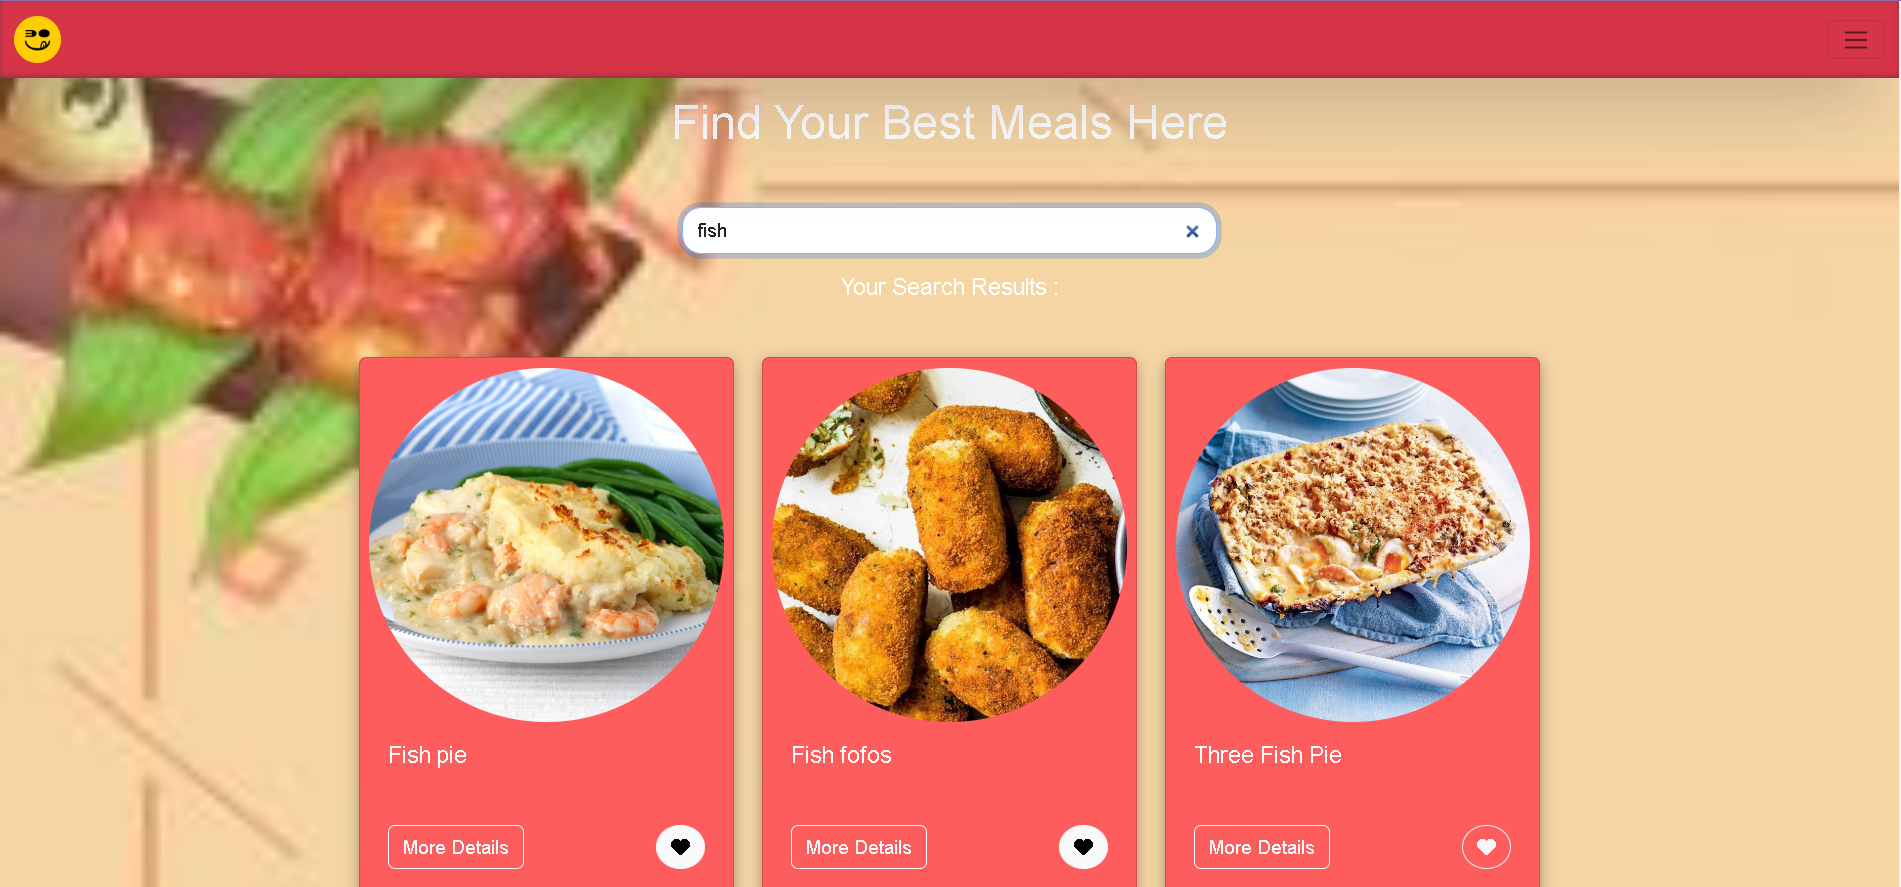 Find Your Best Meals Here
fish
Your Search Results :
Fish pie
Fish fofos
Three Fish Pie
More Details
More Details
More Details